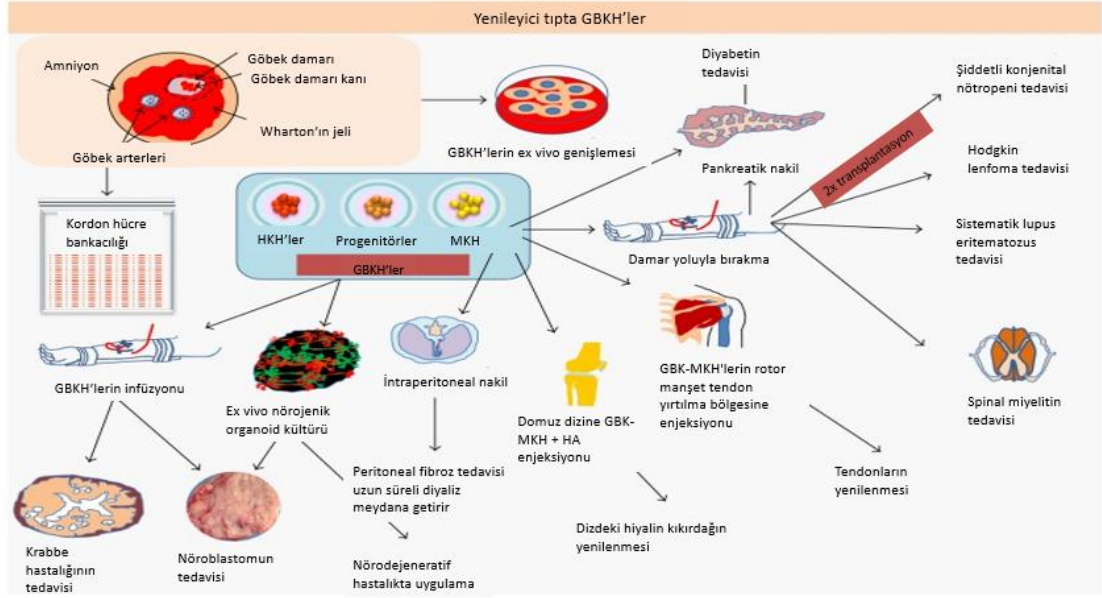 Yenileyici tıpta GBKH’ler
Amniyon
Göbek damarı
Göbek damarı kanı
Wharton’ın jeli
Göbek arterleri
GBKH’lerin ex vivo genişlemesi
Diyabetin
tedavisi
Pankreatik nakil
2x transplantasyon
Şiddetli konjenital
nötropeni tedavisi
Hodgkin
lenfoma tedavisi
Sistematik lupus
eritematozus
tedavisi
Kordon hücre
bankacılığı
HKH’ler
Progenitörler
MKH
GBKH’ler
Damar yoluyla bırakma
GBKH’lerin infüzyonu
Ex vivo nörojenik
organoid kültürü
İntraperitoneal nakil
Domuz dizine GBK-
MKH + HA
enjeksiyonu
GBK-MKH'lerin rotor
manşet tendon
yırtılma bölgesine
enjeksiyonu
Spinal miyelitin
tedavisi
Peritoneal fibroz tedavisi
uzun süreli diyaliz
meydana getirir
Tendonların
yenilenmesi
Dizdeki hiyalin kıkırdağın
yenilenmesi
Krabbe
hastalığının
tedavisi
Nöroblastomun
tedavisi
Nörodejeneratif
hastalıkta uygulama